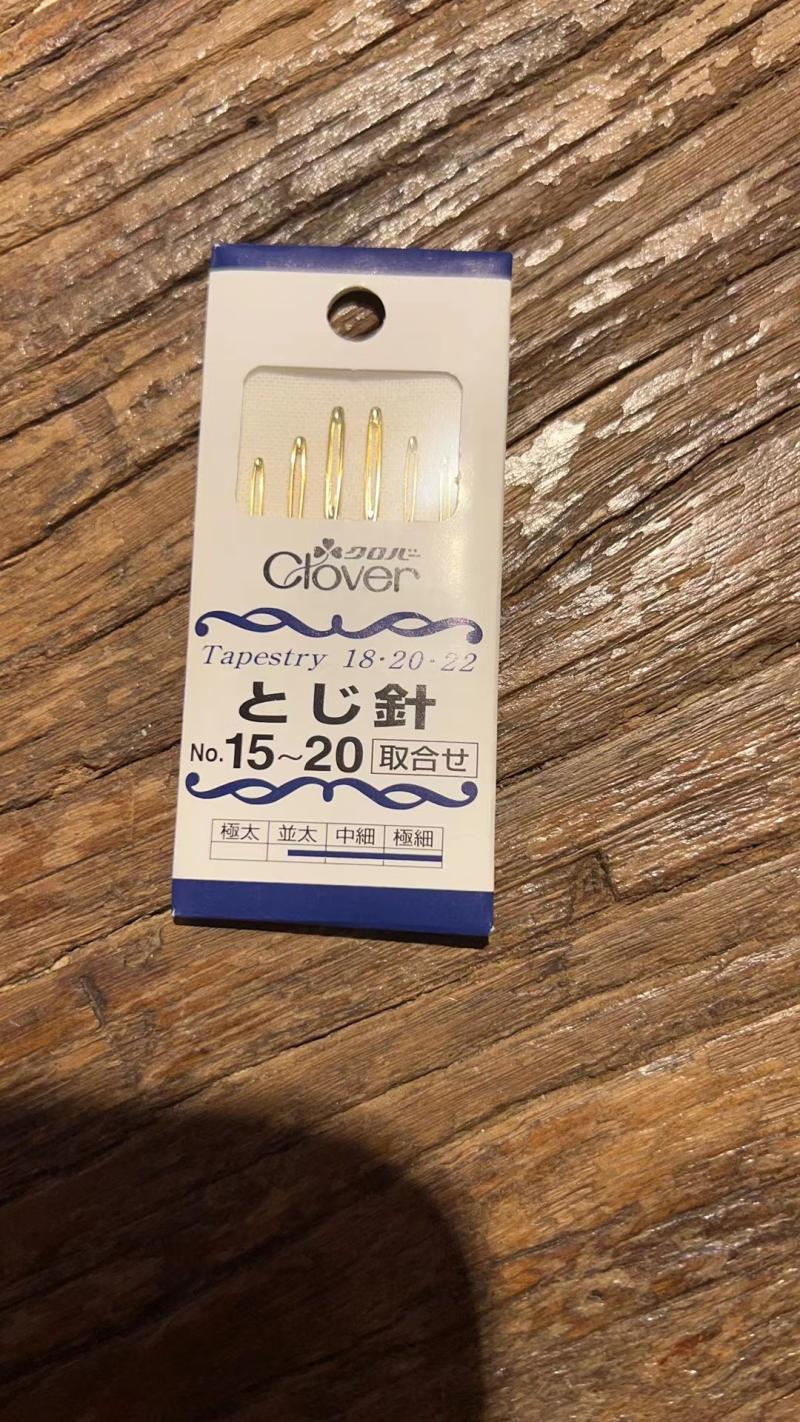 クロバー
Clover
Tapestry 18·20·22
とじ針
No.15~20 取合せ
極太 並太 中細 極細